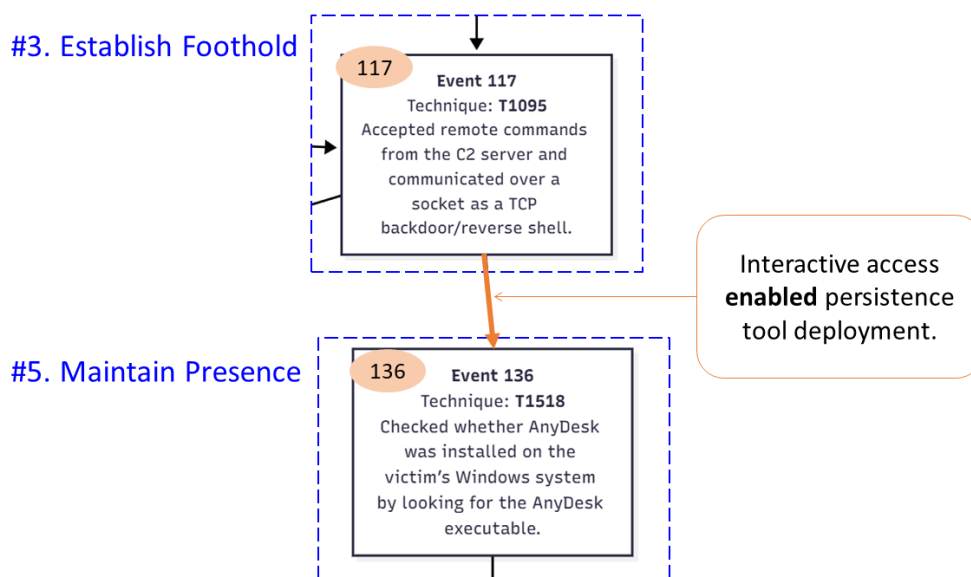 #3. Establish Foothold
117
Event 117
Technique: T1095
Accepted remote commands
from the C2 server and
communicated over a
socket as a TCP
backdoor/reverse shell.
Interactive access
enabled persistence
tool deployment.
#5. Maintain Presence
136
Event 136
Technique: T1518
Checked whether AnyDesk
was installed on the
victim’s Windows system
by looking for the AnyDesk
executable.